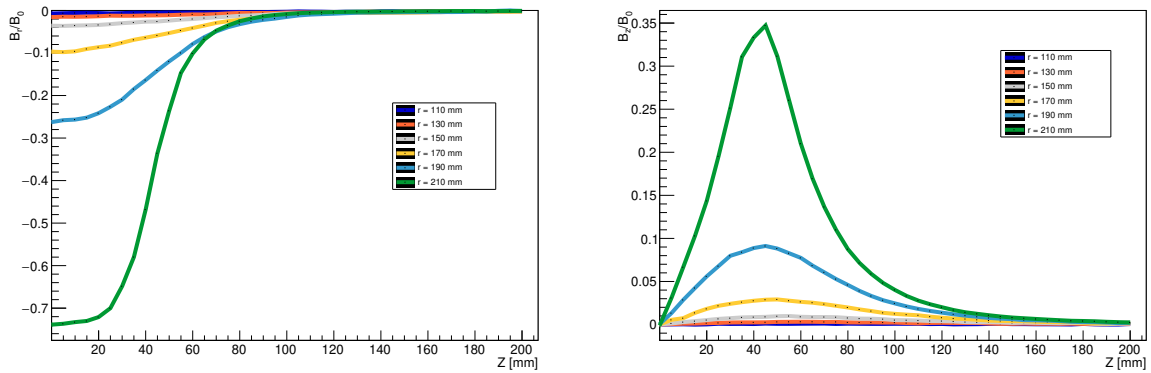 B_r/B_0
0
−0.1
−0.2
−0.3
−0.4
−0.5
−0.6
−0.7
r = 110 mm
r = 130 mm
r = 150 mm
r = 170 mm
r = 190 mm
r = 210 mm
20 40 60 80 100 120 140 160 180 200
Z [mm]
B_z/B_0
0.35
0.3
0.25
0.2
0.15
0.1
0.05
0
r = 110 mm
r = 130 mm
r = 150 mm
r = 170 mm
r = 190 mm
r = 210 mm
20 40 60 80 100 120 140 160 180 200
Z [mm]